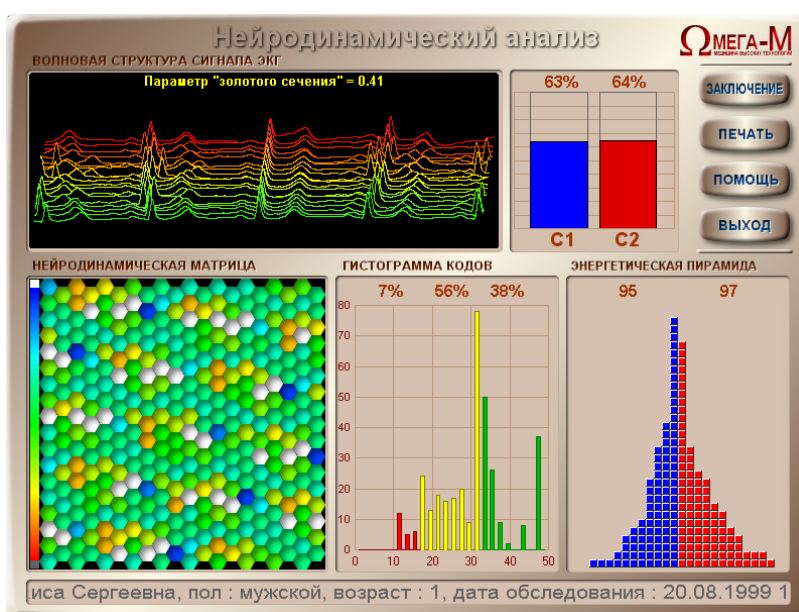 Нейродинамический анализ
ΩМЕГА-М
МЕДИЦИНА ВЫСОКИХ ТЕХНОЛОГИЙ
ВОЛНОВАЯ СТРУКТУРА СИГНАЛА ЭКГ
Параметр "золотого сечения" = 0.41
63% 64%
C1 C2
ЗАКЛЮЧЕНИЕ
ПЕЧАТЬ
ПОМОЩЬ
ВЫХОД
НЕЙРОДИНАМИЧЕСКАЯ МАТРИЦА
ГИСТОГРАММА КОДОВ
7% 56% 38%
80
70
60
50
40
30
20
10
0
0 10 20 30 40 50
ЭНЕРГЕТИЧЕСКАЯ ПИРАМИДА
95 97
иса Сергеевна, пол : мужской, возраст : 1, дата обследования : 20.08.1999 1